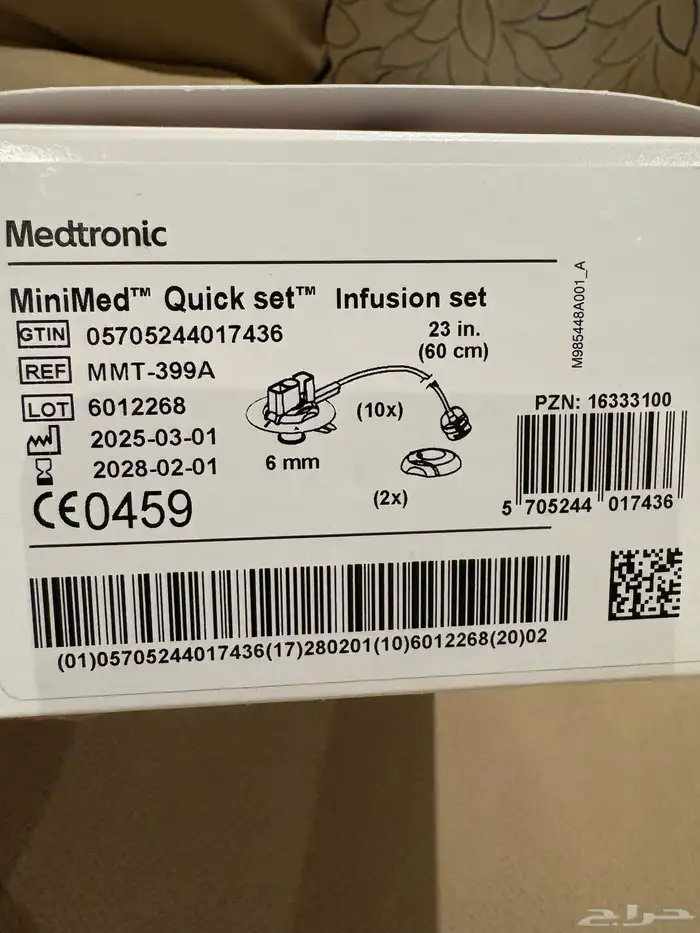 Medtronic
MiniMed™ Quick set™ Infusion set
GTIN 05705244017436
REF MMT-399A
LOT 6012268
2025-03-01
2028-02-01
CE0459
23 in.
(60 cm)
(10x)
6 mm
(2x)
M985448A001_A
PZN: 16333100
5 705244 017436
(01)05705244017436(17)280201(10)6012268(20)02
حراج